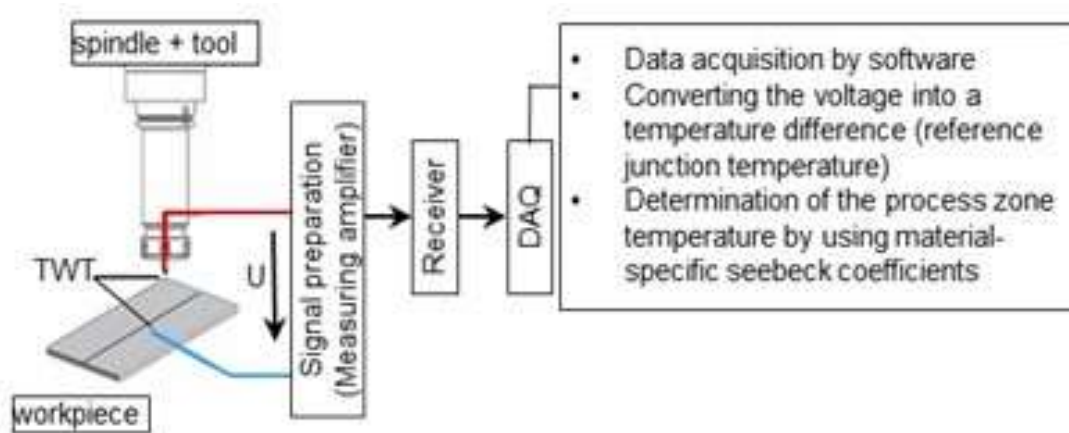 spindle + tool
TWT
U
workpiece
Signal preparation
(Measuring amplifier)
Receiver
DAQ
• Data acquisition by software
• Converting the voltage into a
temperature difference (reference
junction temperature)
• Determination of the process zone
temperature by using material-
specific seebeck coefficients